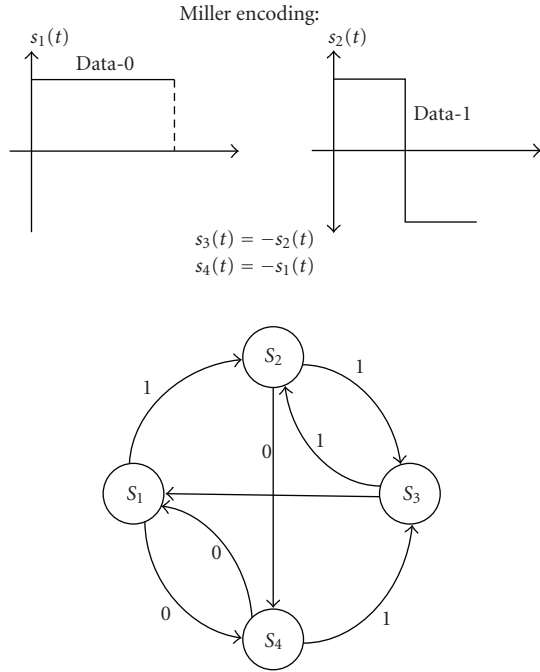 Miller encoding:
s₁(t)
s₂(t)
Data-0
Data-1
s₃(t) = −s₂(t)
s₄(t) = −s₁(t)
S₂
1
1
0
1
S₁
S₃
0
0
1
S₄